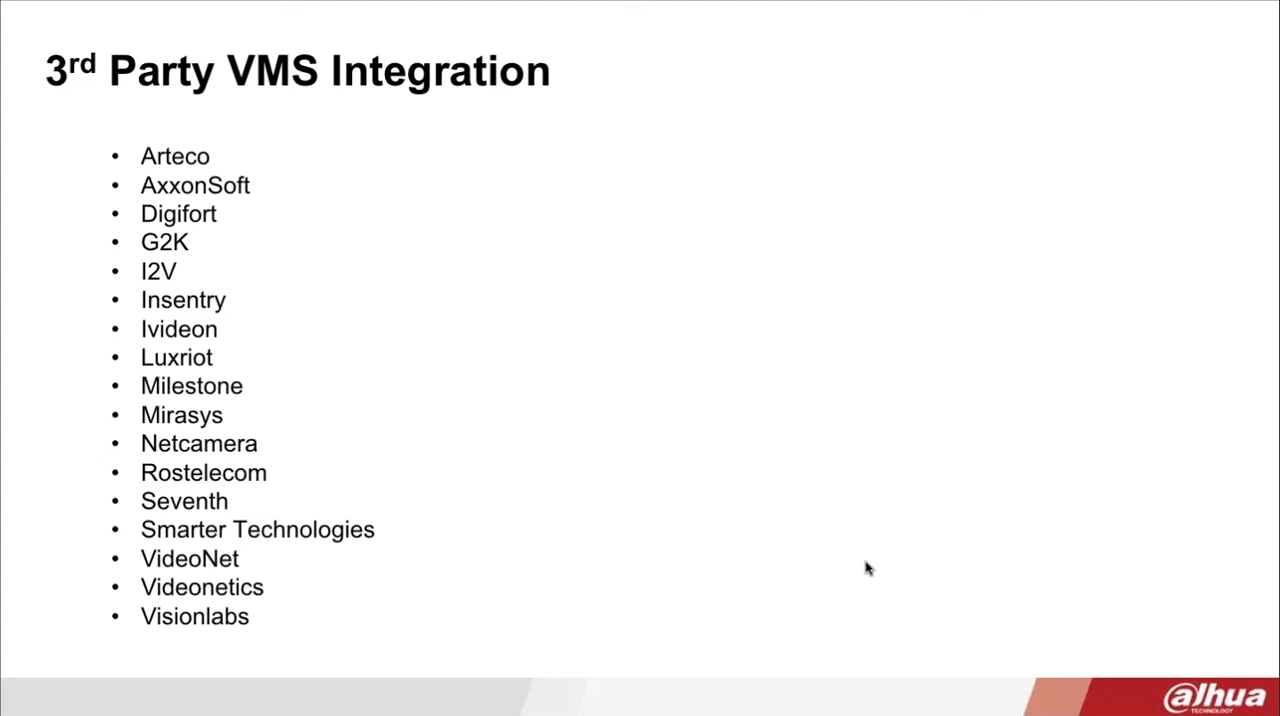 3rd Party VMS Integration
• Arteco
• AxxonSoft
• Digifort
• G2K
• I2V
• Insentry
• Ivideon
• Luxriot
• Milestone
• Mirasys
• Netcamera
• Rostelecom
• Seventh
• Smarter Technologies
• VideoNet
• Videonetics
• Visionlabs
alhua
TECHNOLOGY